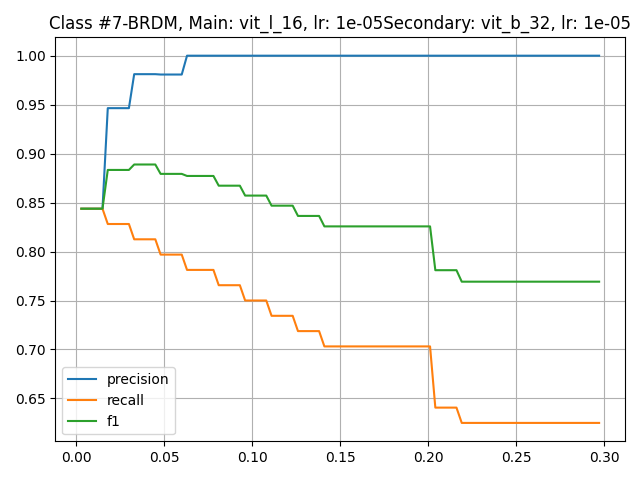 Class #7-BRDM, Main: vit_l_16, lr: 1e-05Secondary: vit_b_32, lr: 1e-05
1.00
0.95
0.90
0.85
0.80
0.75
0.70
0.65
precision
recall
f1
0.00 0.05 0.10 0.15 0.20 0.25 0.30